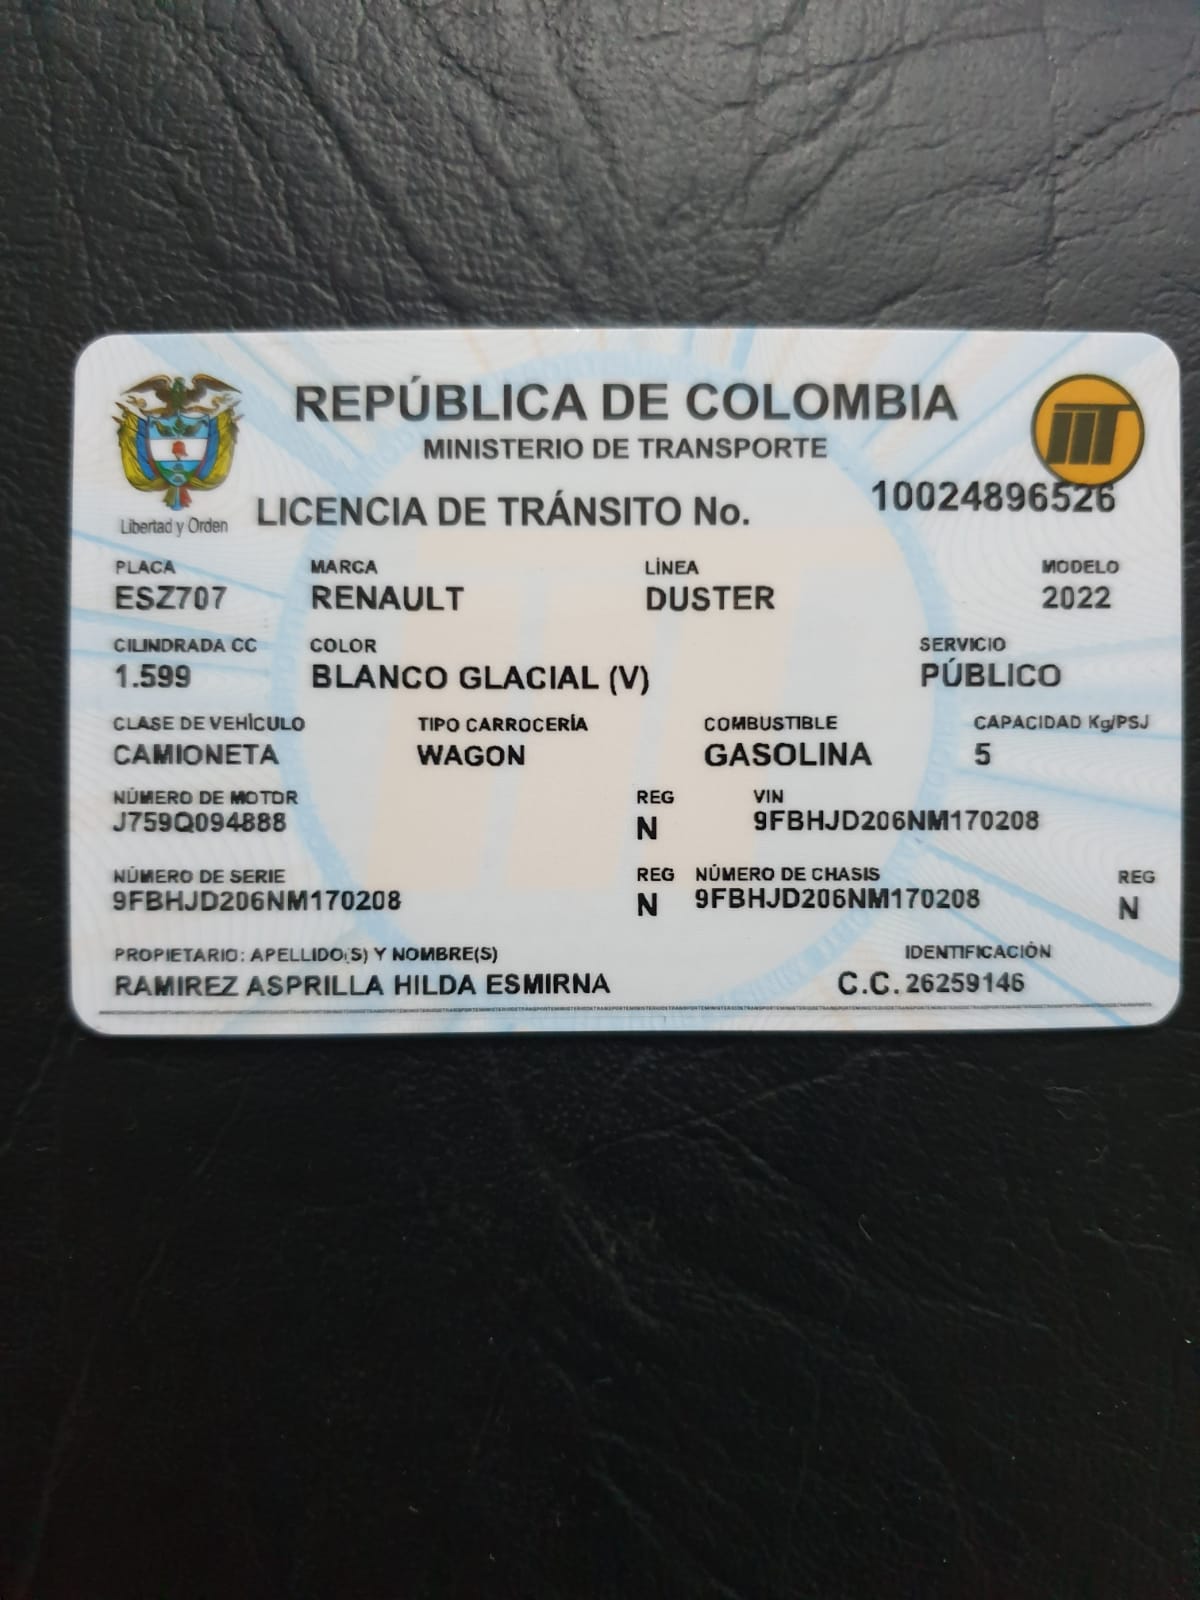 REPÚBLICA DE COLOMBIA
MINISTERIO DE TRANSPORTE
Libertad y Orden
LICENCIA DE TRÁNSITO No. 10024896526
PLACA MARCA LÍNEA MODELO
ESZ707 RENAULT DUSTER 2022
CILINDRADA CC COLOR SERVICIO
1.599 BLANCO GLACIAL (V) PÚBLICO
CLASE DE VEHÍCULO TIPO CARROCERÍA COMBUSTIBLE CAPACIDAD Kg/PSJ
CAMIONETA WAGON GASOLINA 5
NÚMERO DE MOTOR REG VIN
J759Q094888 N 9FBHJD206NM170208
NÚMERO DE SERIE REG NÚMERO DE CHASIS REG
9FBHJD206NM170208 N 9FBHJD206NM170208 N
PROPIETARIO: APELLIDO(S) Y NOMBRE(S) IDENTIFICACIÓN
RAMIREZ ASPRILLA HILDA ESMIRNA C.C. 26259146